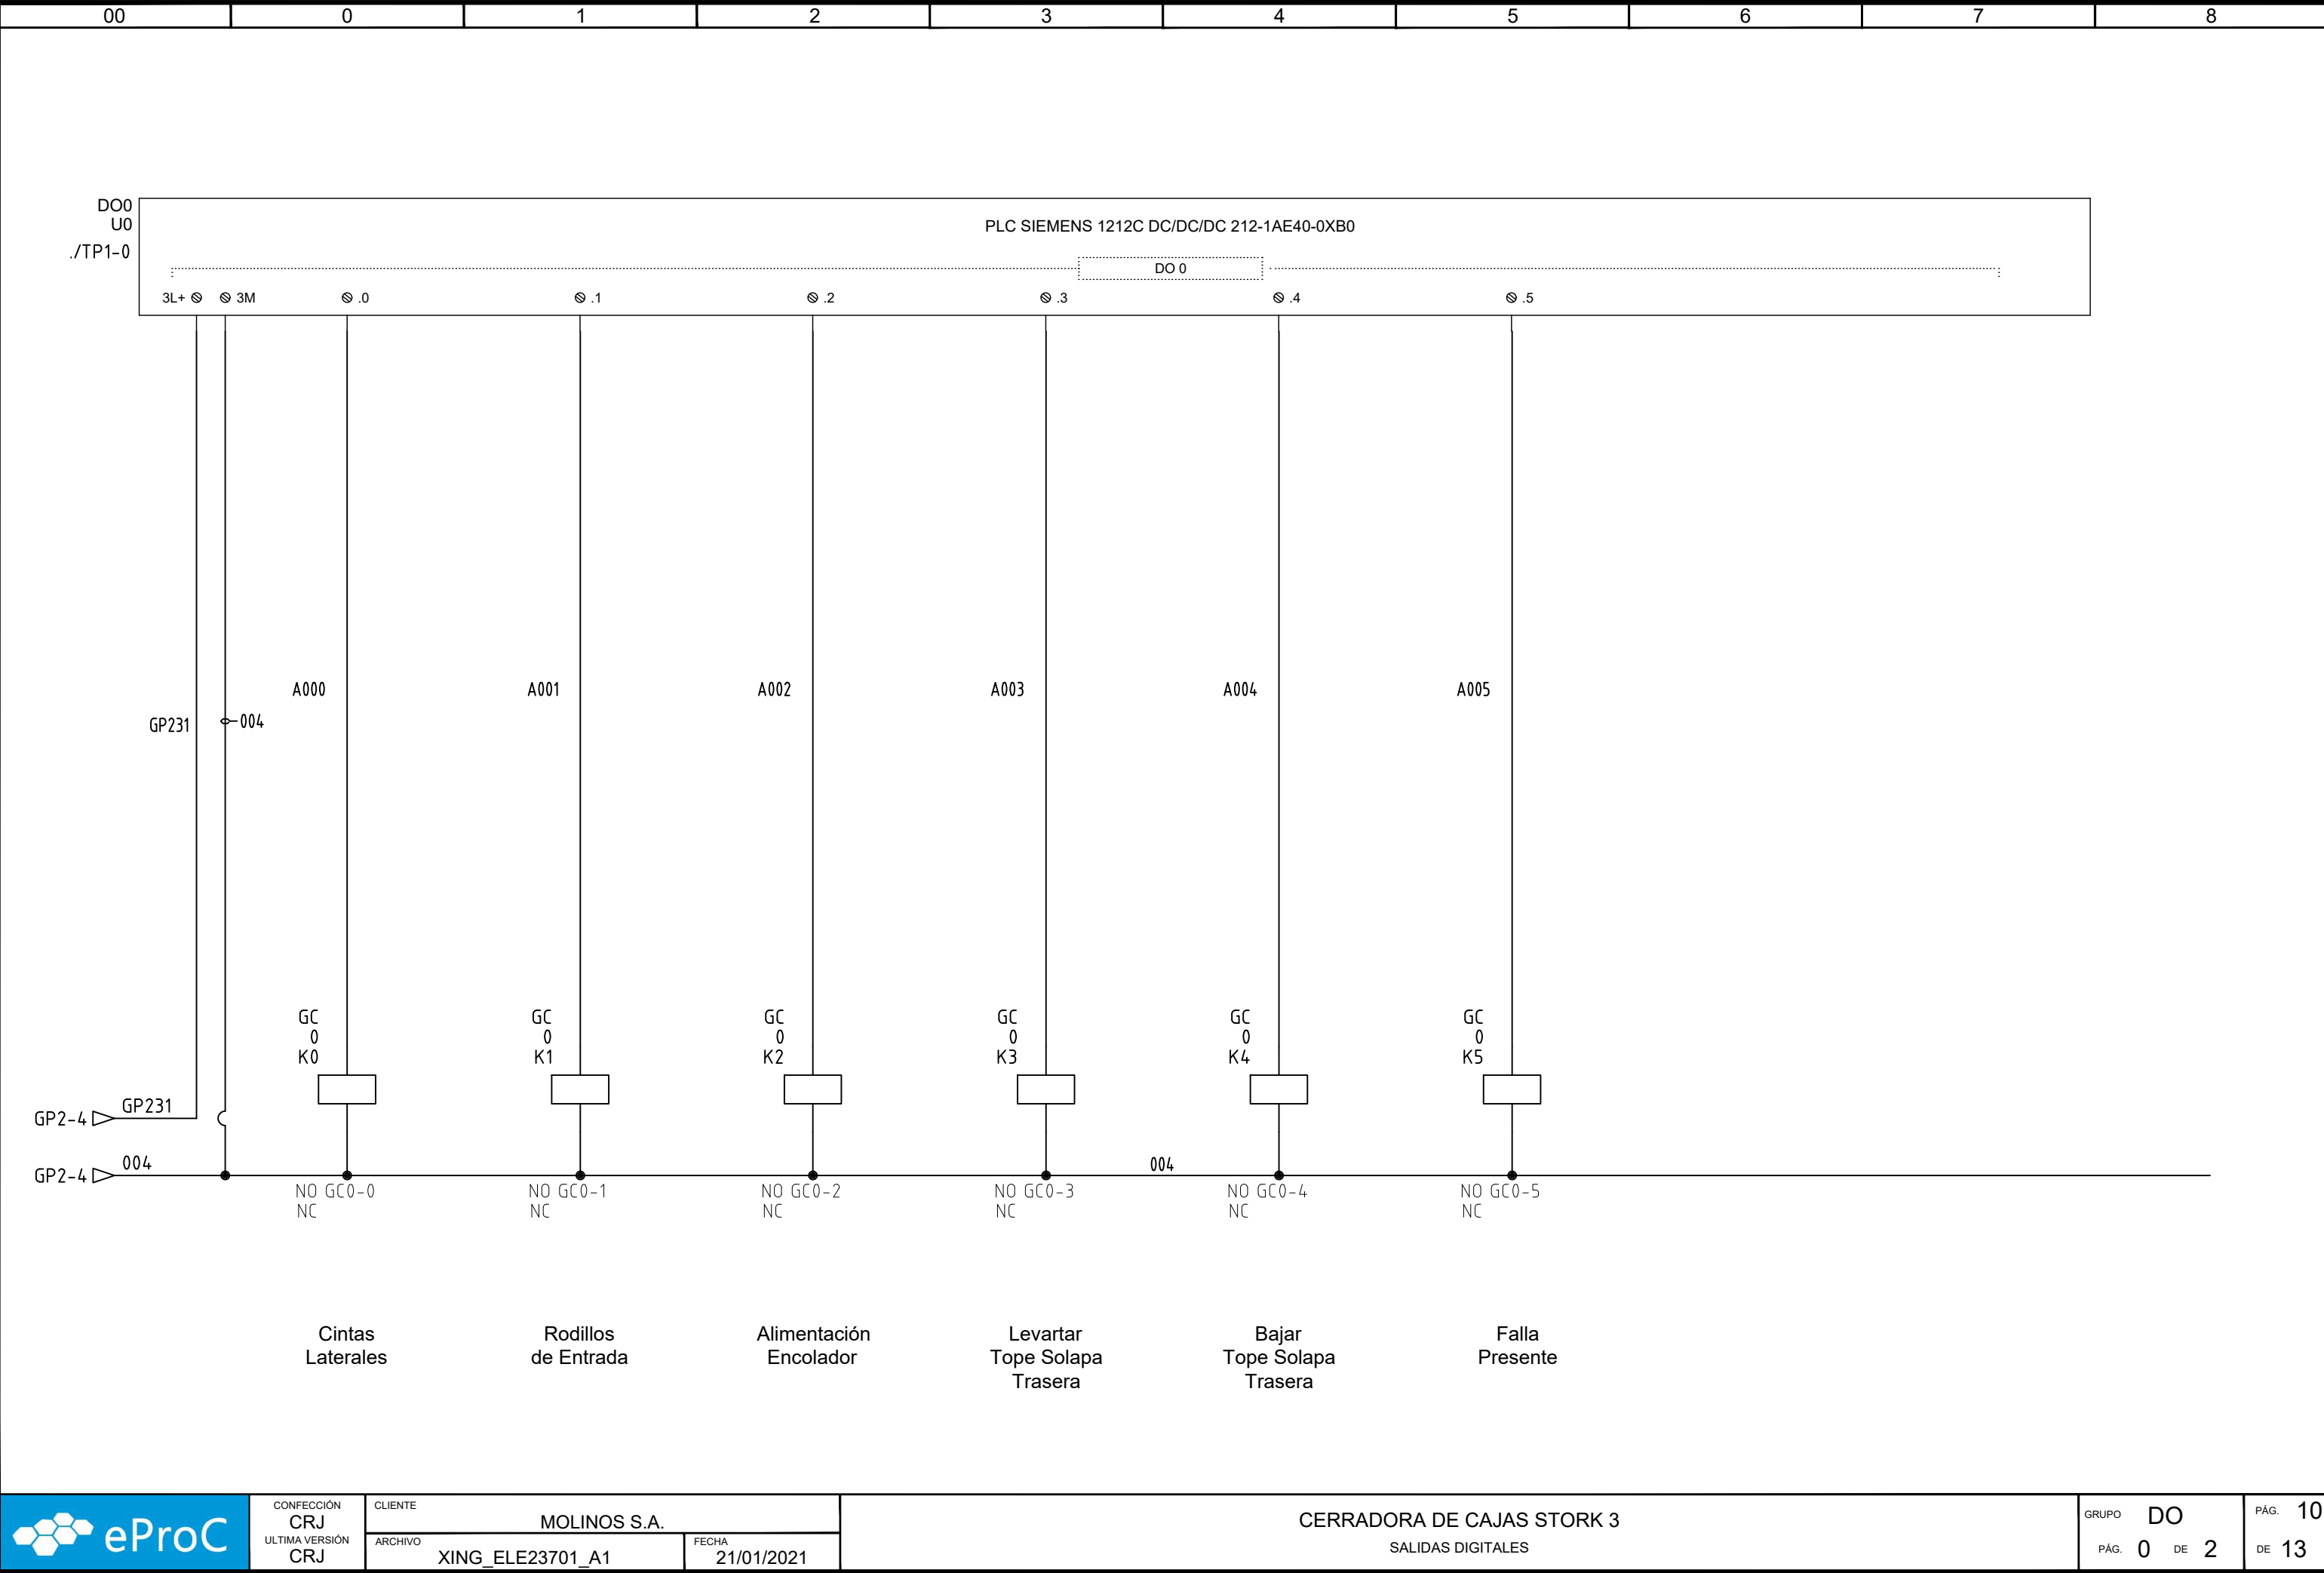 00 0 1 2 3 4 5 6 7 8
DO0
U0
./TP1-0
PLC SIEMENS 1212C DC/DC/DC 212-1AE40-0XB0
DO 0
3L+ 3M .0 .1 .2 .3 .4 .5
A000 A001 A002 A003 A004 A005
GP231 004
GC GC GC GC GC GC
0 0 0 0 0 0
K0 K1 K2 K3 K4 K5
GP2-4 GP231
GP2-4 004 004
NO GC0-0 NO GC0-1 NO GC0-2 NO GC0-3 NO GC0-4 NO GC0-5
NC NC NC NC NC NC
Cintas
Laterales
Rodillos
de Entrada
Alimentación
Encolador
Levartar
Tope Solapa
Trasera
Bajar
Tope Solapa
Trasera
Falla
Presente
eProC
CONFECCIÓN
CRJ
ULTIMA VERSIÓN
CRJ
CLIENTE
MOLINOS S.A.
ARCHIVO
XING_ELE23701_A1
FECHA
21/01/2021
CERRADORA DE CAJAS STORK 3
SALIDAS DIGITALES
GRUPO DO
PÁG. 0 DE 2
PÁG. 10
DE 13